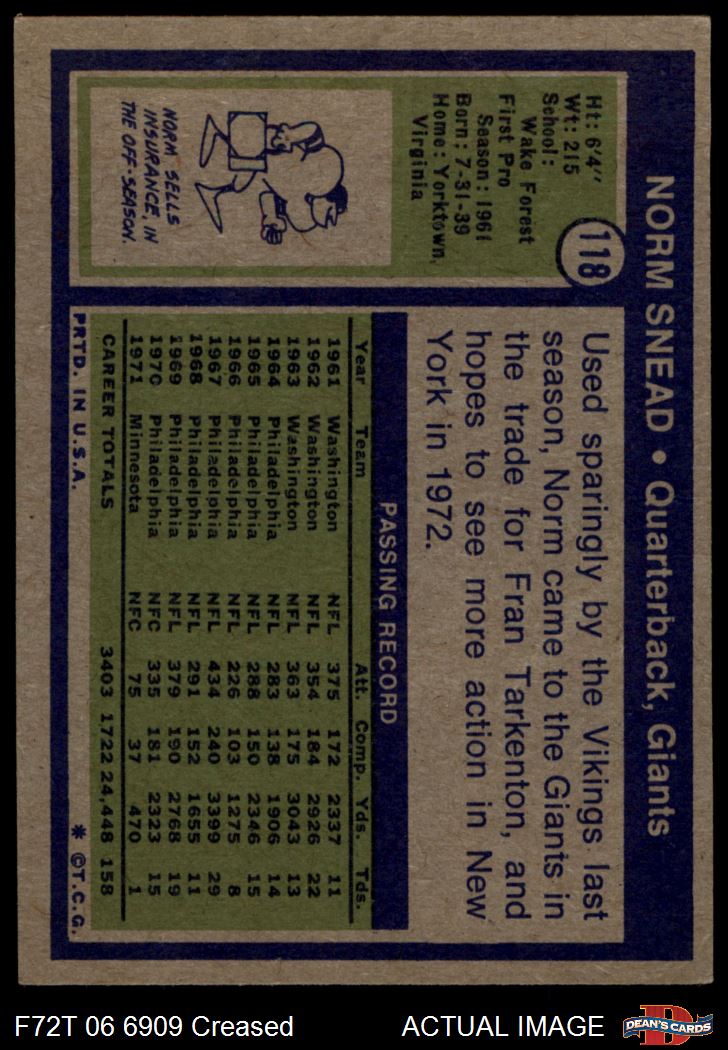 NORM SNEAD • Quarterback, Giants
118
Ht: 6'4"
Wt: 215
School:
Wake Forest
First Pro
Season: 1961
Born: 7-31-39
Home: Yorktown,
Virginia
NORM SELLS
INSURANCE, IN
THE OFF-SEASON.
Used sparingly by the Vikings last
season, Norm came to the Giants in
the trade for Fran Tarkenton, and
hopes to see more action in New
York in 1972.
PASSING RECORD
Year Team Att. Comp. Yds. Tds.
1961 Washington NFL 375 172 2337 11
1962 Washington NFL 354 184 2926 22
1963 Washington NFL 363 175 3043 13
1964 Philadelphia NFL 283 138 1906 14
1965 Philadelphia NFL 288 150 2346 15
1966 Philadelphia NFL 226 103 1275 8
1967 Philadelphia NFL 434 240 3399 29
1968 Philadelphia NFL 291 152 1655 11
1969 Philadelphia NFL 379 190 2768 19
1970 Philadelphia NFC 335 181 2323 15
1971 Minnesota NFC 75 37 470 1
CAREER TOTALS 3403 1722 24,448 158
PRTD. IN U.S.A. * ©T.C.G.
F72T 06 6909 Creased ACTUAL IMAGE
DEAN'S CARDS